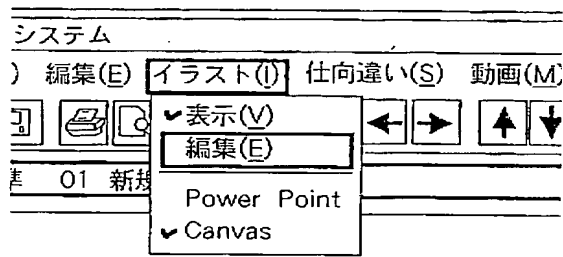 システム
) 編集(E) イラスト(I) 仕向違い(S) 動画(M)
表示(V)
編集(E)
01 新規
Power Point
Canvas